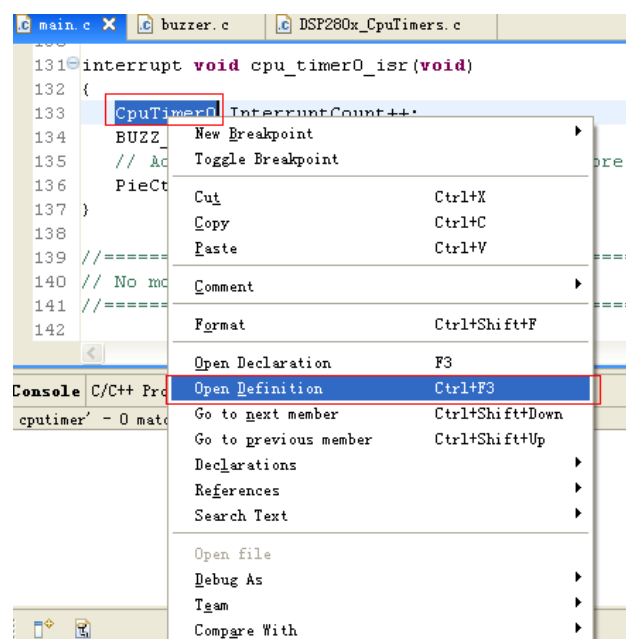 main.c
buzzer.c
DSP280x_CpuTimers.c
131 interrupt void cpu_timer0_isr(void)
132 {
133 CpuTimer0 InterruptCount++;
134 BUZZ_
New Breakpoint
135 //
Toggle Breakpoint
136 PieCt
Cut Ctrl+X
137 }
Copy Ctrl+C
138
Paste Ctrl+V
139 //======
140 // No mo
Comment
141 //======
142
Format Ctrl+Shift+F
Open Declaration F3
Console C/C++ Pro
Open Definition Ctrl+F3
cputimer' - 0 matc
Go to next member Ctrl+Shift+Down
Go to previous member Ctrl+Shift+Up
Declarations
References
Search Text
Open file
Debug As
Team
Compare With